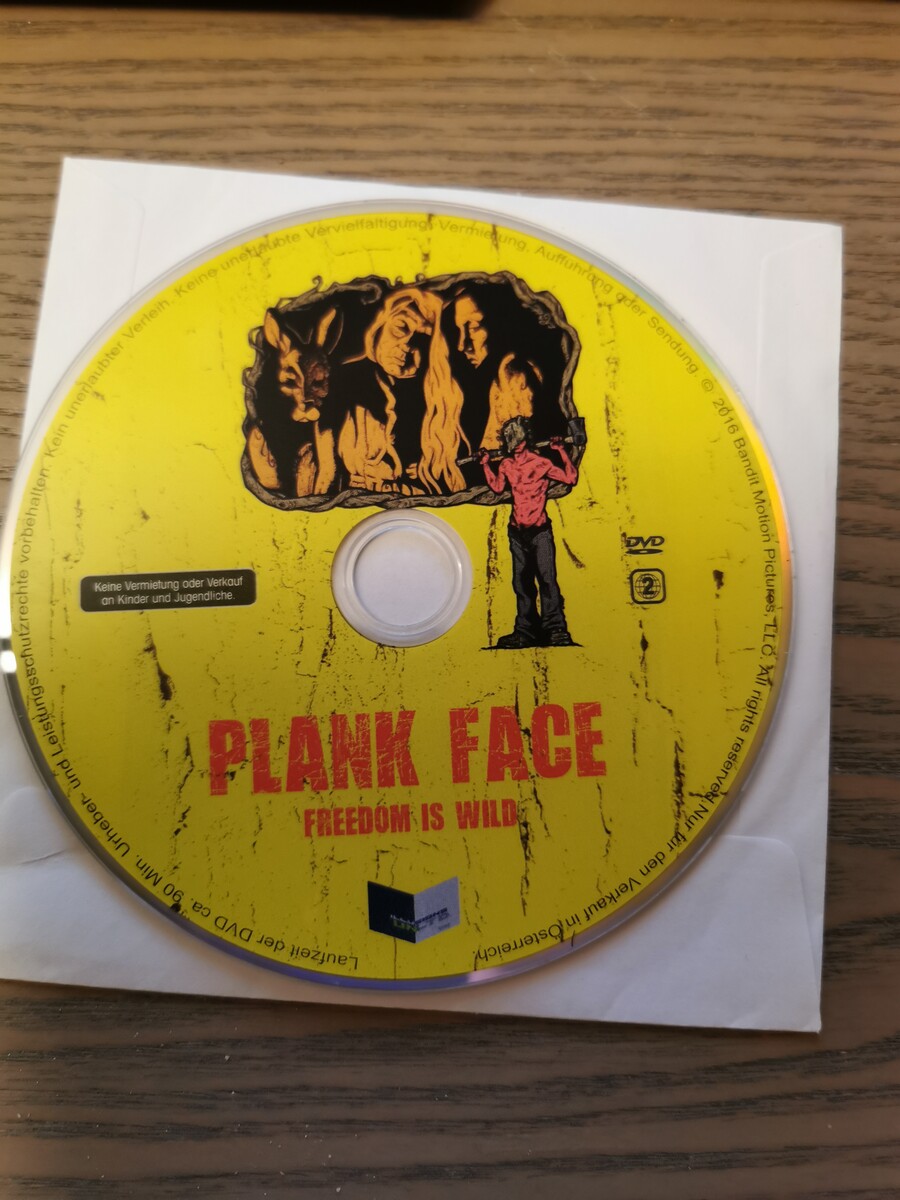 Laufzeit der DVD ca. 90 Min. Urheber- und Leistungsschutzrechte vorbehalten. Kein unerlaubter Verleih. Keine unerlaubte Vervielfältigung, Vermietung, Aufführung oder Sendung. © 2016 Bandit Motion Pictures, LLC. All rights reserved.Nur für den Verkauf in Österreich.
DVD
2
Keine Vermietung oder Verkauf
an Kinder und Jugendliche.
PLANK FACE
FREEDOM IS WILD